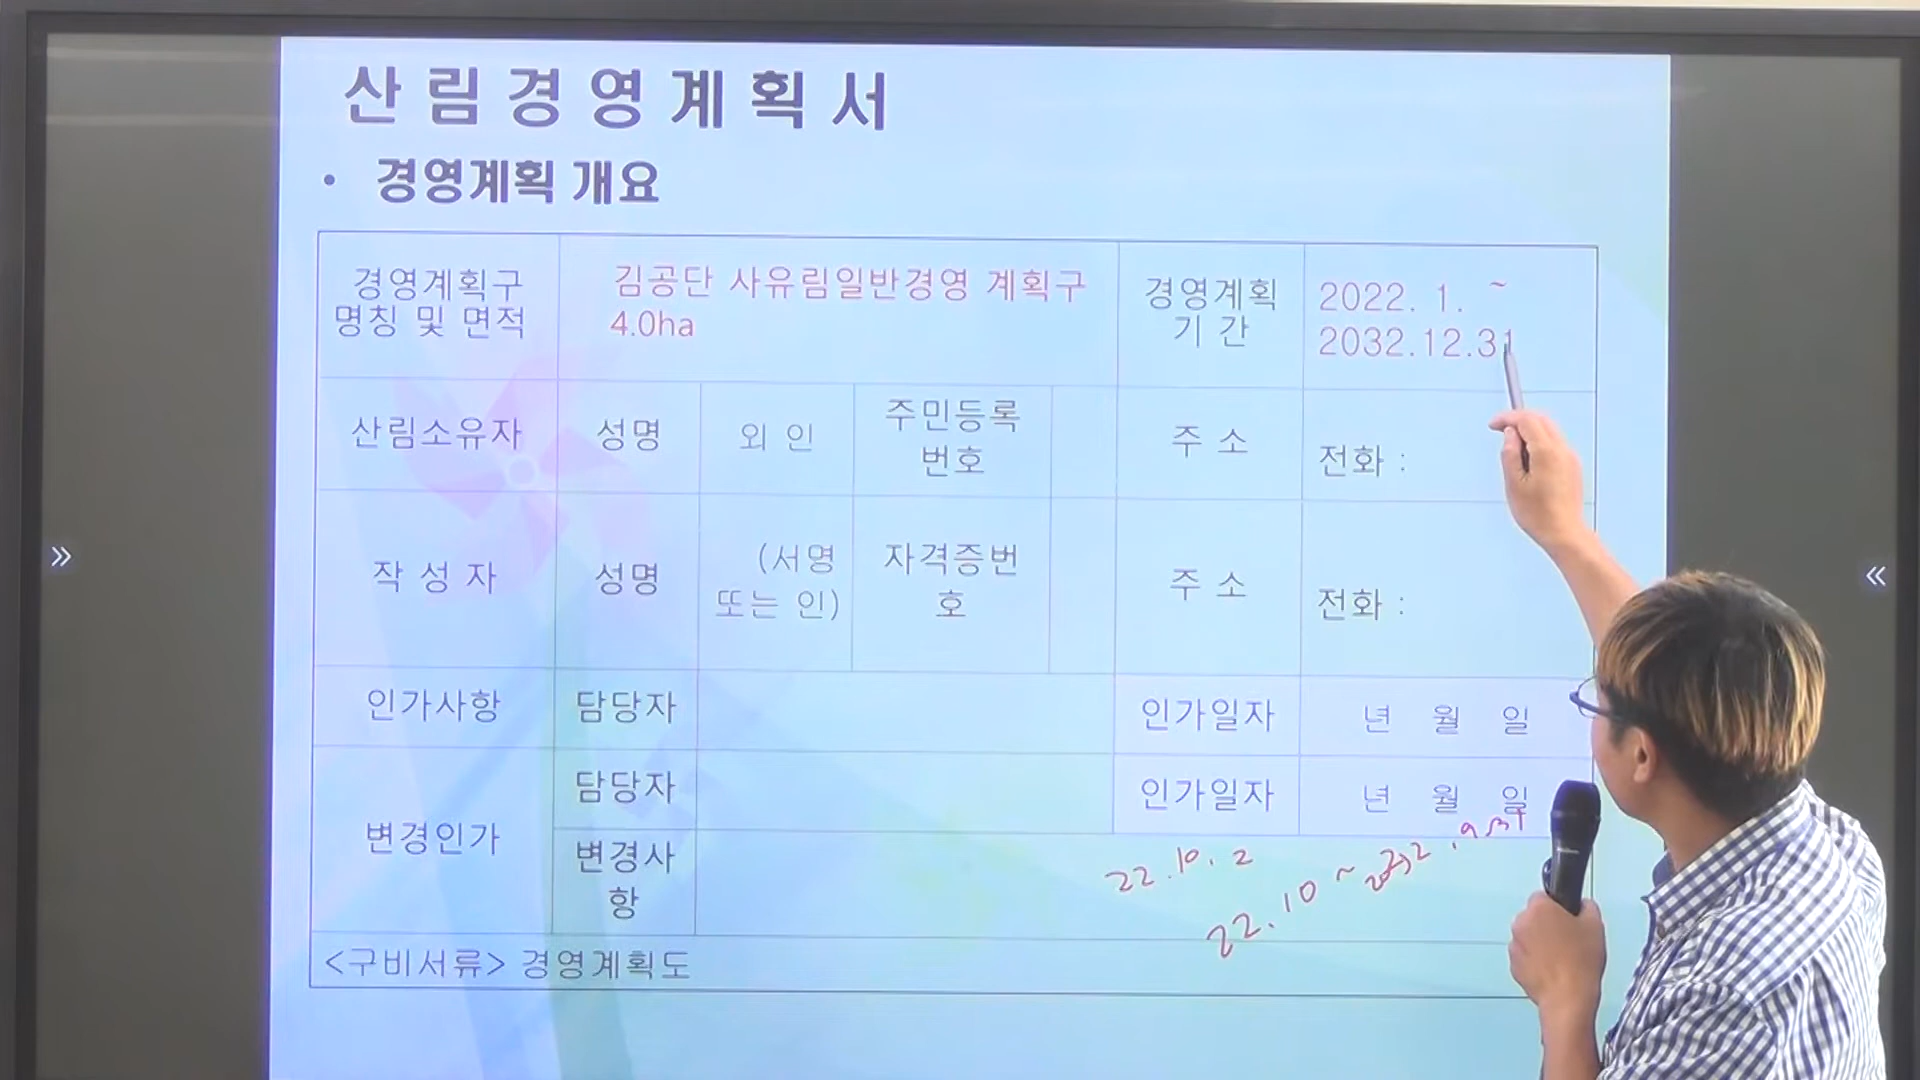 산림경영계획서
• 경영계획 개요
경영계획구
명칭 및 면적
김공단 사유림일반경영 계획구
4.0ha
경영계획
기 간
2022. 1. ~
2032.12.31
산림소유자
성명
외 인
주민등록
번호
주 소
전화 :
작 성 자
성명
(서명
또는 인)
자격증번
호
주 소
전화 :
인가사항
담당자
인가일자
년 월 일
변경인가
담당자
인가일자
년 월 일
변경사
항
22.10.2
22.10 ~
<구비서류> 경영계획도